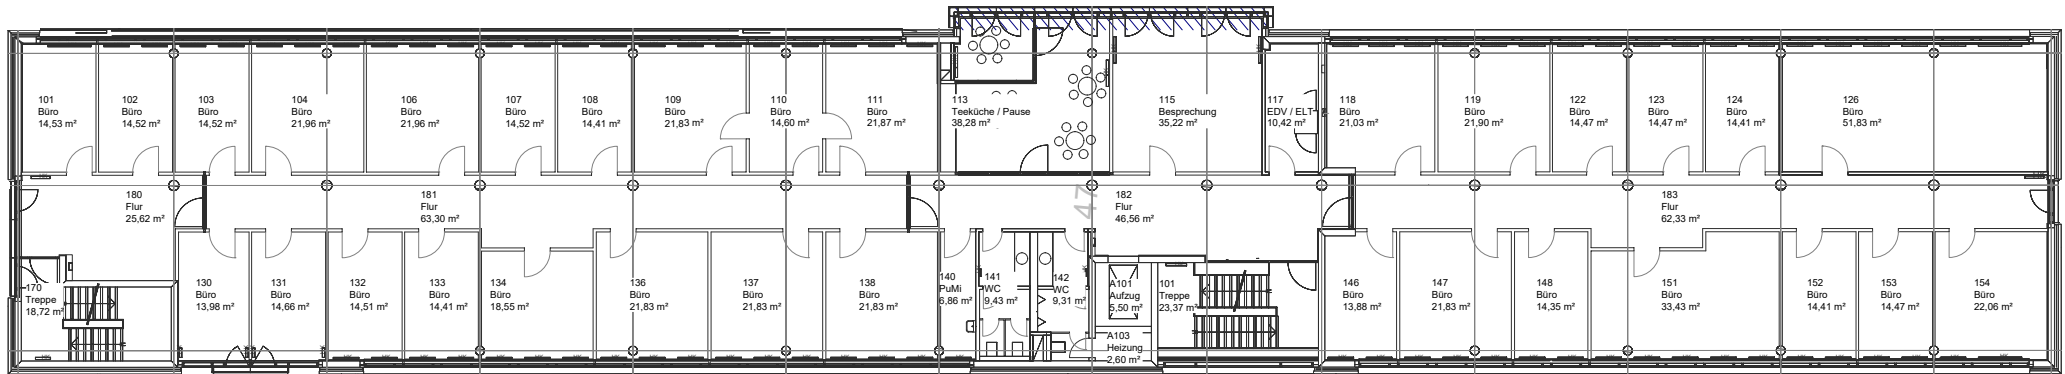 101
Büro
14,53 m²
102
Büro
14,52 m²
103
Büro
14,52 m²
104
Büro
21,96 m²
106
Büro
21,96 m²
107
Büro
14,52 m²
108
Büro
14,41 m²
109
Büro
21,83 m²
110
Büro
14,60 m²
111
Büro
21,87 m²
113
Teeküche / Pause
38,28 m²
115
Besprechung
35,22 m²
117
EDV / ELT
10,42 m²
118
Büro
21,03 m²
119
Büro
21,90 m²
122
Büro
14,47 m²
123
Büro
14,47 m²
124
Büro
14,41 m²
126
Büro
51,83 m²
180
Flur
25,62 m²
181
Flur
63,30 m²
47
182
Flur
46,56 m²
183
Flur
62,33 m²
170
Treppe
18,72 m²
130
Büro
13,98 m²
131
Büro
14,66 m²
132
Büro
14,51 m²
133
Büro
14,41 m²
134
Büro
18,55 m²
136
Büro
21,83 m²
137
Büro
21,83 m²
138
Büro
21,83 m²
140
PuMi
6,86 m²
141
WC
9,43 m²
142
WC
9,31 m²
A101
Aufzug
5,50 m²
101
Treppe
23,37 m²
A103
Heizung
2,60 m²
146
Büro
13,88 m²
147
Büro
21,83 m²
148
Büro
14,35 m²
151
Büro
33,43 m²
152
Büro
14,41 m²
153
Büro
14,47 m²
154
Büro
22,06 m²